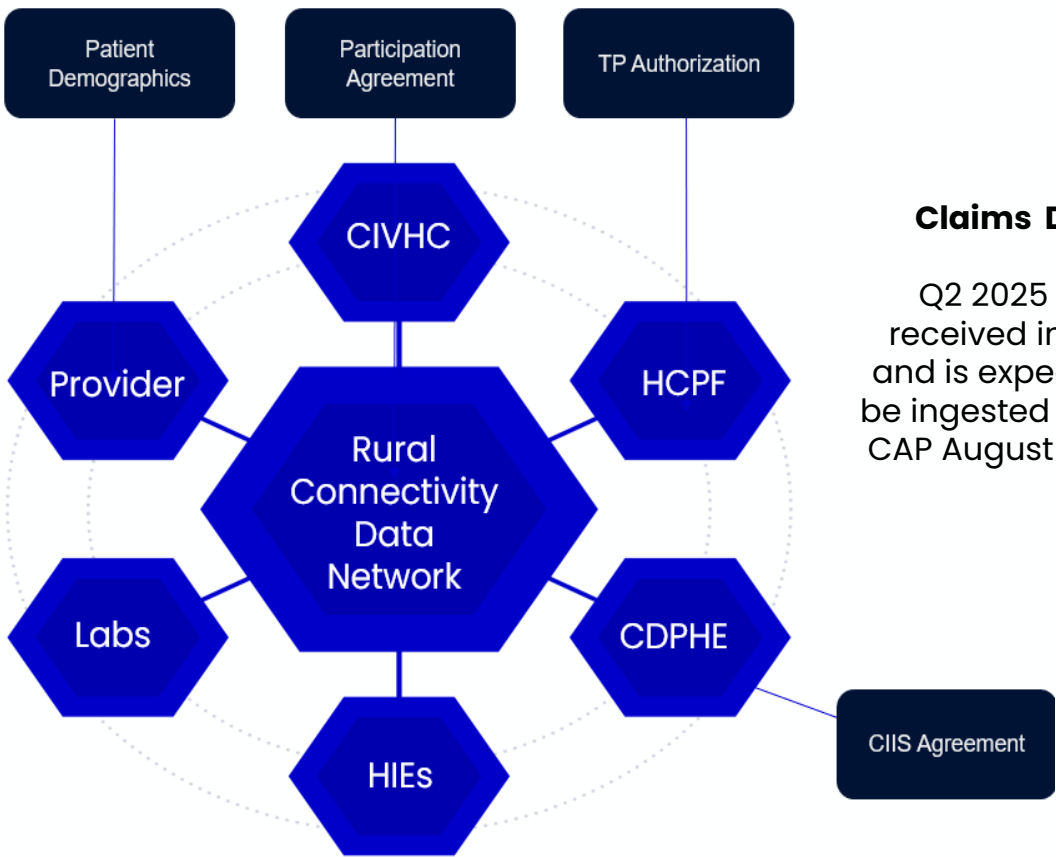 Patient
Demographics
Participation
Agreement
TP Authorization
CIVHC
Provider
HCPF
Rural
Connectivity
Data
Network
Labs
CDPHE
HIEs
CIIS Agreement
Claims
Q2 2025
received
and is
be ingested
CAP August